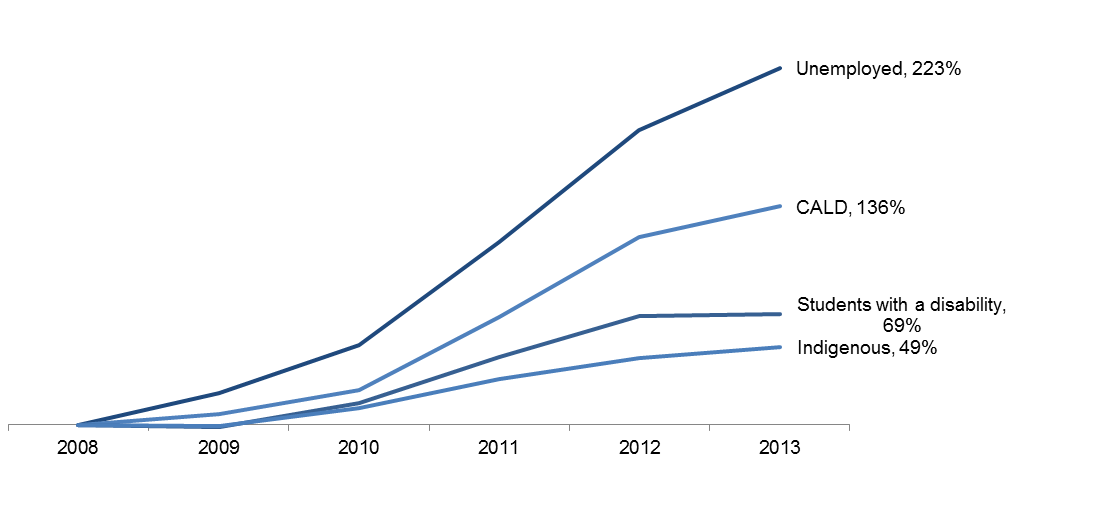 Unemployed, 223%
CALD, 136%
Students with a disability,
69%
Indigenous, 49%
2008 2009 2010 2011 2012 2013